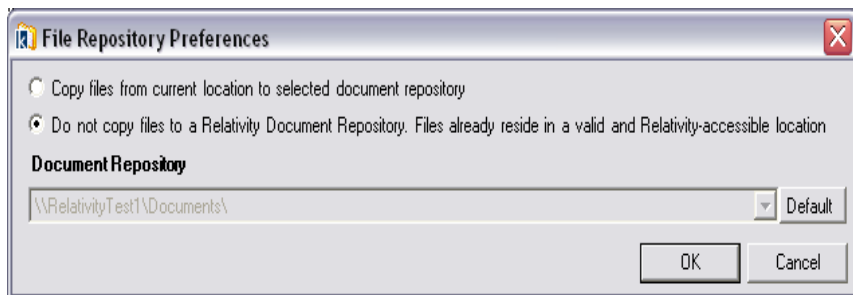 File Repository Preferences
Copy files from current location to selected document repository
Do not copy files to a Relativity Document Repository. Files already reside in a valid and Relativity-accessible location
Document Repository
\\RelativityTest1\Documents\
Default
OK
Cancel